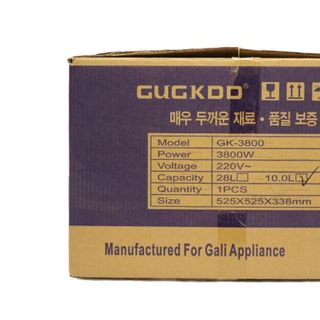 GUGKDD
매우 두꺼운 재료 • 품질 보증
Model GK-3800
Power 3800W
Voltage 220V~
Capacity 28L□ 10.0L☑
Quantity 1PCS
Size 525X525X338mm
Manufactured For Gali Appliance